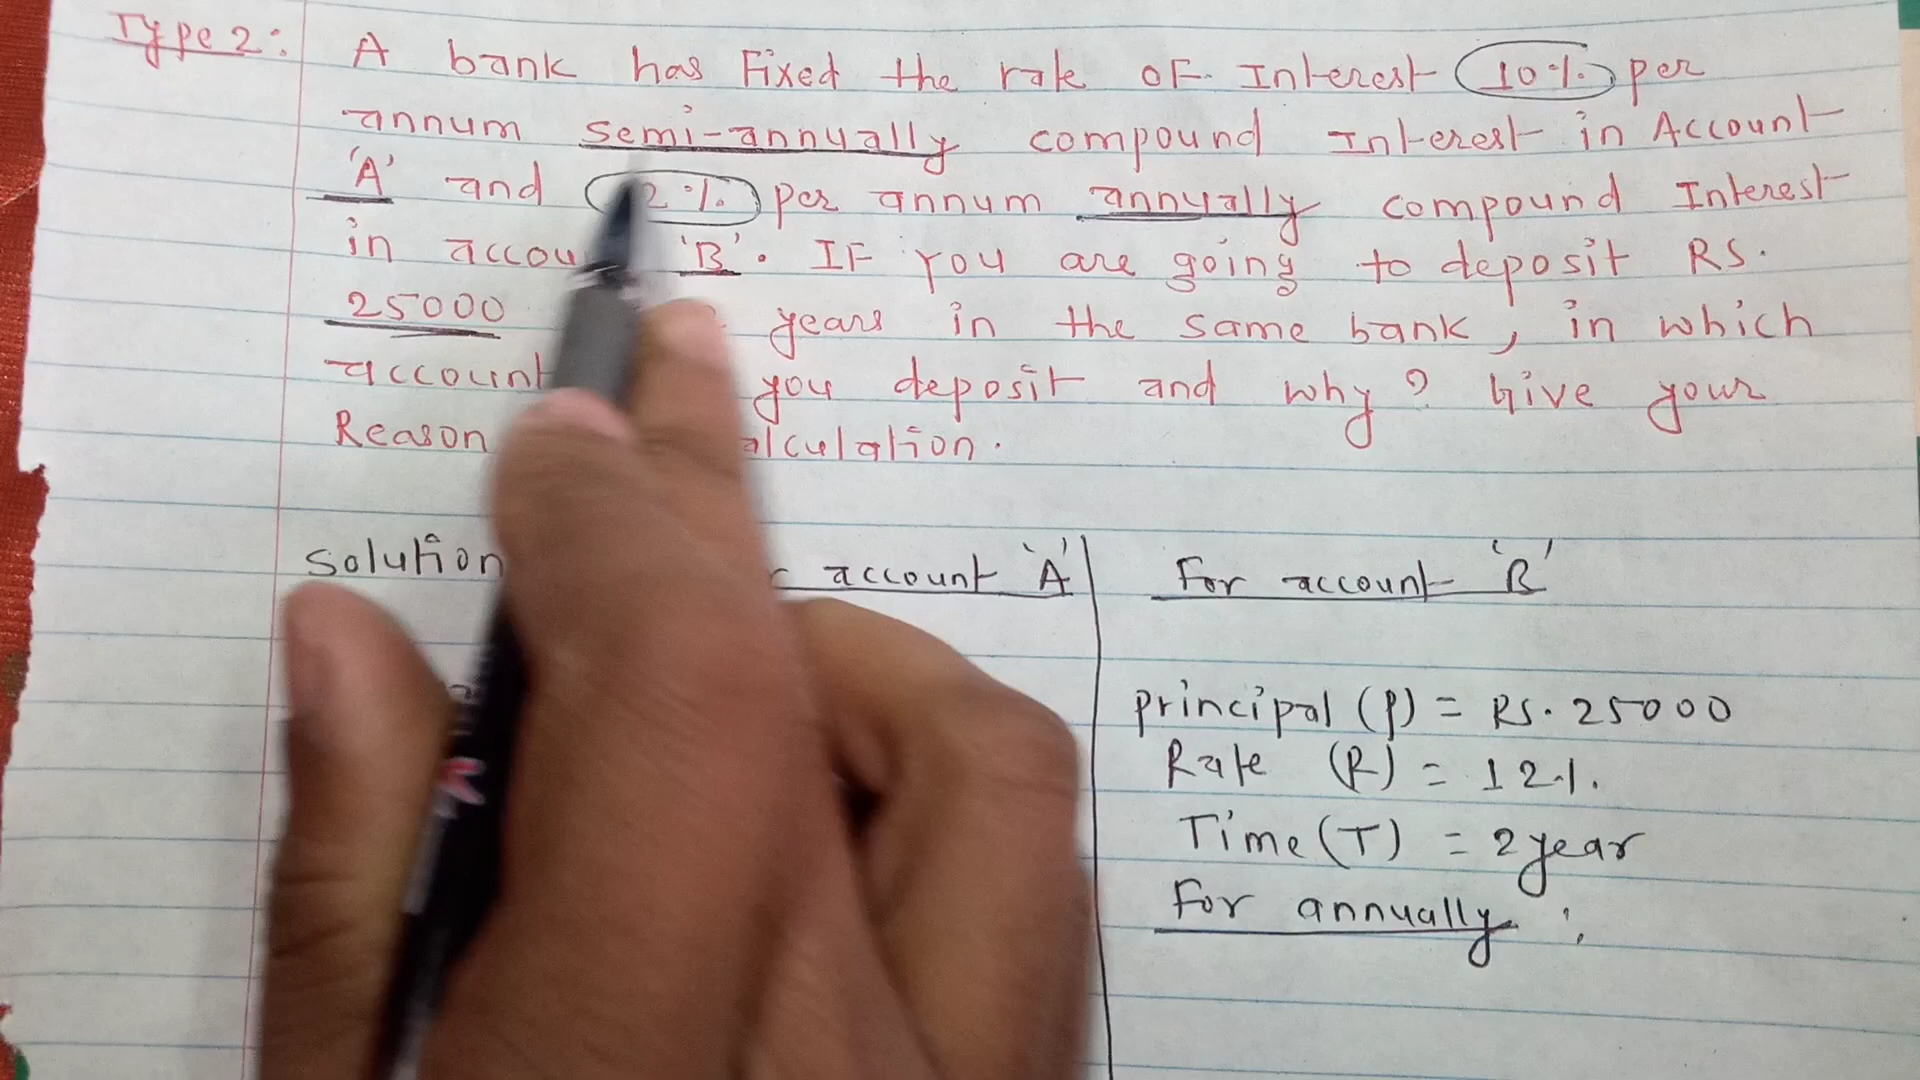 Type 2: A bank has Fixed the rate OF Interest 10% per
annum semi-annually compound Interest in Account
'A' and 2% per annum annually compound Interest
in accou 'B'. IF you are going to deposit RS.
25000 years in the same bank, in which
account you deposit and why? Give your
Reason alculation.
Solution account 'A'
For account 'B'
principal (P) = RS. 25000
Rate (R) = 12%.
Time (T) = 2 year
For annually :